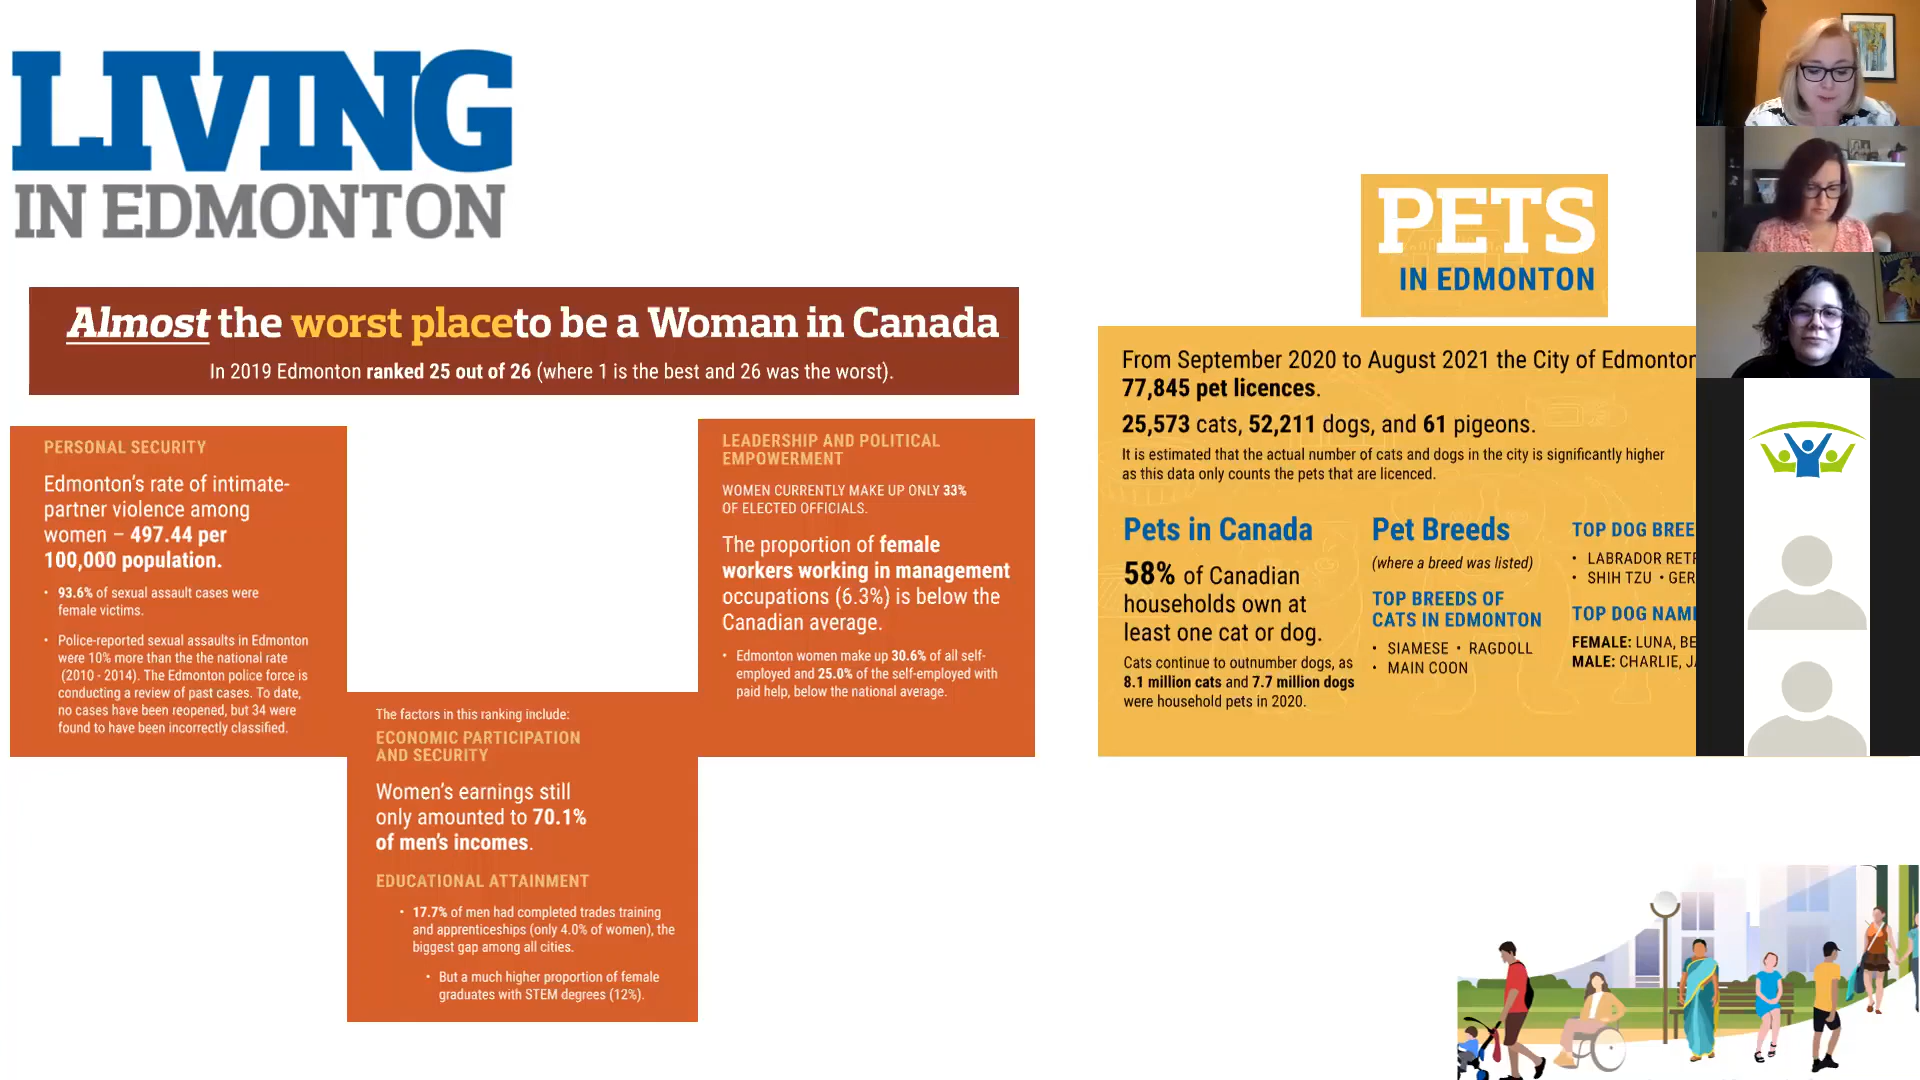 LIVING
IN EDMONTON
Almost the worst placeto be a Woman in Canada
In 2019 Edmonton ranked 25 out of 26 (where 1 is the best and 26 was the worst).
PERSONAL SECURITY
Edmonton's rate of intimate-
partner violence among
women – 497.44 per
100,000 population.
• 93.6% of sexual assault cases were
female victims.
• Police-reported sexual assaults in Edmonton
were 10% more than the the national rate
(2010 - 2014). The Edmonton police force is
conducting a review of past cases. To date,
no cases have been reopened, but 34 were
found to have been incorrectly classified.
The factors in this ranking include:
ECONOMIC PARTICIPATION
AND SECURITY
Women's earnings still
only amounted to 70.1%
of men's incomes.
EDUCATIONAL ATTAINMENT
• 17.7% of men had completed trades training
and apprenticeships (only 4.0% of women), the
biggest gap among all cities.
• But a much higher proportion of female
graduates with STEM degrees (12%).
LEADERSHIP AND POLITICAL
EMPOWERMENT
WOMEN CURRENTLY MAKE UP ONLY 33%
OF ELECTED OFFICIALS.
The proportion of female
workers working in management
occupations (6.3%) is below the
Canadian average.
• Edmonton women make up 30.6% of all self-
employed and 25.0% of the self-employed with
paid help, below the national average.
PETS
IN EDMONTON
From September 2020 to August 2021 the City of Edmonton
77,845 pet licences.
25,573 cats, 52,211 dogs, and 61 pigeons.
It is estimated that the actual number of cats and dogs in the city is significantly higher
as this data only counts the pets that are licenced.
Pets in Canada
58% of Canadian
households own at
least one cat or dog.
Cats continue to outnumber dogs, as
8.1 million cats and 7.7 million dogs
were household pets in 2020.
Pet Breeds
(where a breed was listed)
TOP BREEDS OF
CATS IN EDMONTON
• SIAMESE • RAGDOLL
• MAIN COON
TOP DOG BREE
• LABRADOR RET
• SHIH TZU • GER
TOP DOG NAM
FEMALE: LUNA, BE
MALE: CHARLIE, JA